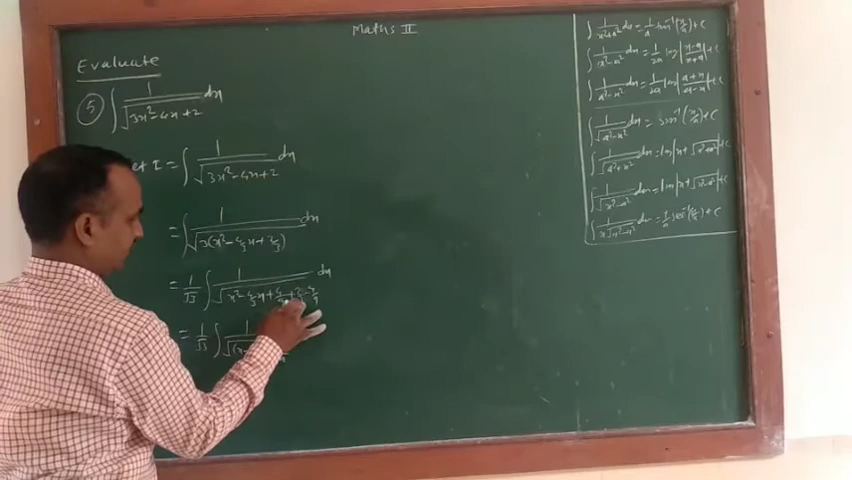 Maths III
Evaluate
⑤ ∫ 1/√(3x²-4x+2) dx
let I = ∫ 1/√(3x²-4x+2) dx
= ∫ 1/√(3(x²-4/3x+2/3)) dx
= 1/√3 ∫ 1/√(x²-4/3x+4/9+2/3-4/9) dx
= 1/√3 ∫ 1/√(x-
∫ 1/(x²+a²) dx = 1/a tan⁻¹(x/a)+c
∫ 1/(x²-a²) dx = 1/2a log|x-a/x+a|+c
∫ 1/(a²-x²) dx = 1/2a log|a+x/a-x|+c
∫ 1/√(a²-x²) dx = sin⁻¹(x/a)+c
∫ 1/√(a²+x²) dx = log|x+√(x²+a²)|+c
∫ 1/√(x²-a²) dx = log|x+√(x²-a²)|+c
∫ 1/(x√(x²-a²)) dx = 1/a sec⁻¹(x/a)+c